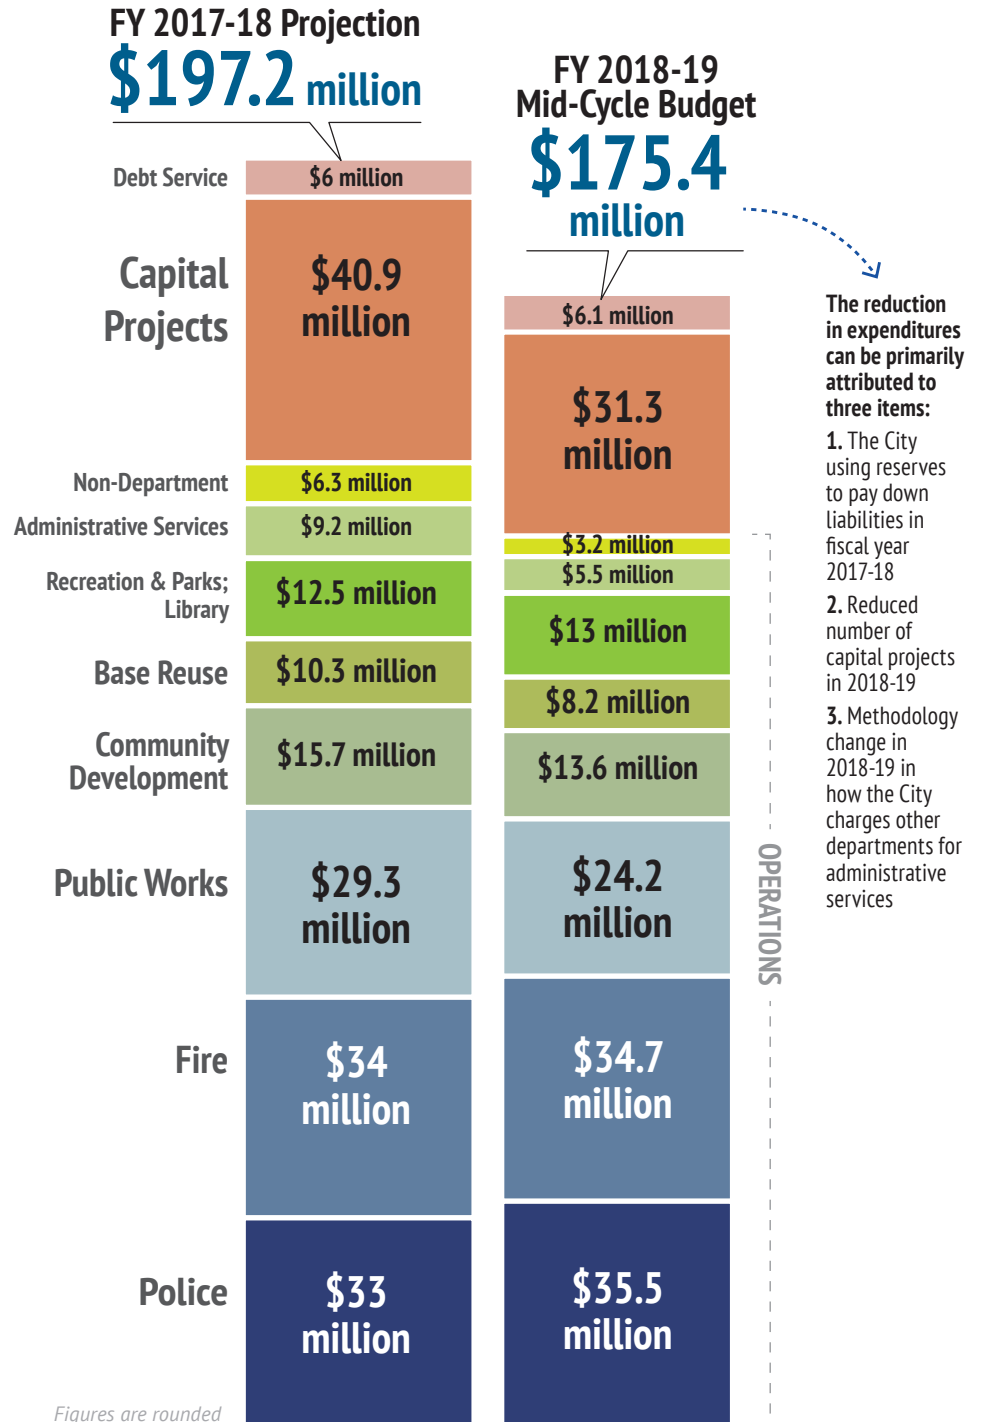 FY 2017-18 Projection
$197.2 million
Debt Service
$6 million
Capital
Projects
$40.9
million
Non-Department
$6.3 million
Administrative Services
$9.2 million
Recreation & Parks;
Library
$12.5 million
Base Reuse
$10.3 million
Community
Development
$15.7 million
Public Works
$29.3
million
Fire
$34
million
Police
$33
million
Figures are rounded
FY 2018-19
Mid-Cycle Budget
$175.4
million
$6.1 million
$31.3
million
$3.2 million
$5.5 million
$13 million
$8.2 million
$13.6 million
$24.2
million
$34.7
million
$35.5
million
OPERATIONS
The reduction
in expenditures
can be primarily
attributed to
three items:
1. The City
using reserves
to pay down
liabilities in
fiscal year
2017-18
2. Reduced
number of
capital projects
in 2018-19
3. Methodology
change in
2018-19 in
how the City
charges other
departments for
administrative
services